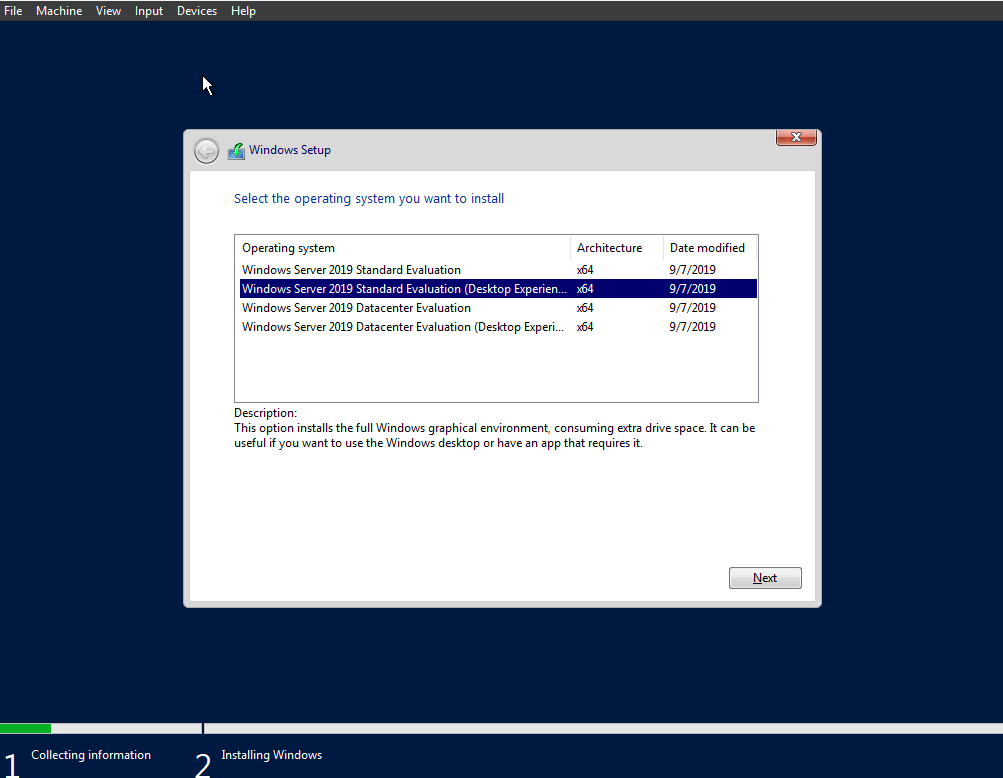 File Machine View Input Devices Help
Windows Setup
Select the operating system you want to install
Operating system Architecture Date modified
Windows Server 2019 Standard Evaluation x64 9/7/2019
Windows Server 2019 Standard Evaluation (Desktop Experien... x64 9/7/2019
Windows Server 2019 Datacenter Evaluation x64 9/7/2019
Windows Server 2019 Datacenter Evaluation (Desktop Experi... x64 9/7/2019
Description:
This option installs the full Windows graphical environment, consuming extra drive space. It can be
useful if you want to use the Windows desktop or have an app that requires it.
Next
1 Collecting information 2 Installing Windows